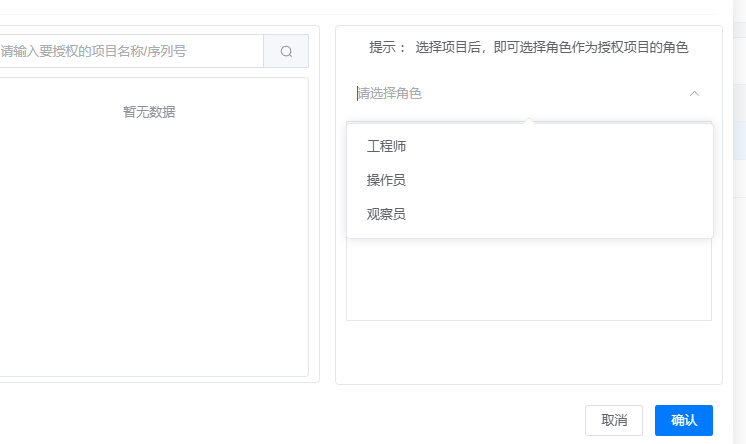 请输入要授权的项目名称/序列号
暂无数据
提示： 选择项目后，即可选择角色作为授权项目的角色
请选择角色
工程师
操作员
观察员
取消
确认